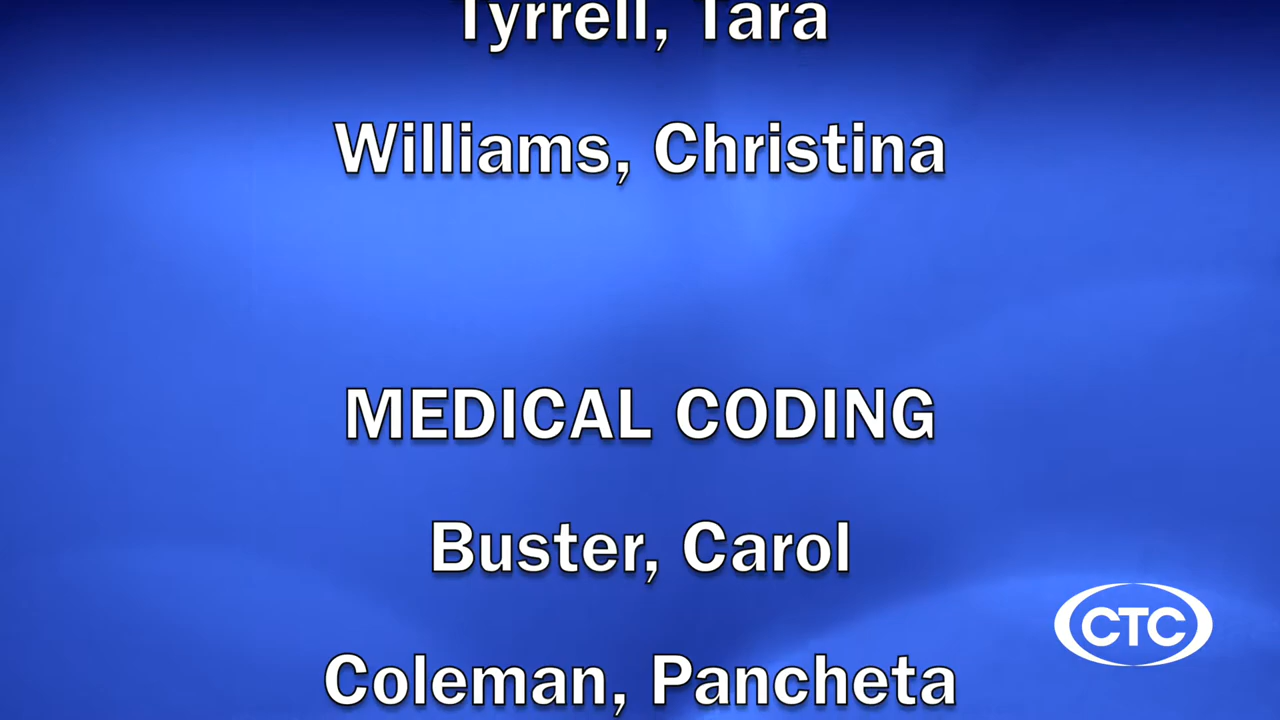 Tyrrell, Tara
Williams, Christina
MEDICAL CODING
Buster, Carol
CTC
Coleman, Pancheta